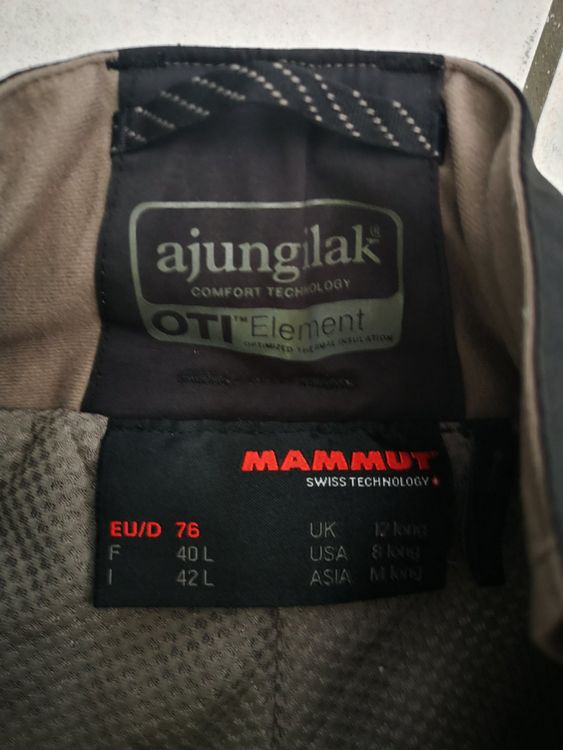 ajungilak®
COMFORT TECHNOLOGY
OTI™ Element
OPTIMIZED THERMAL INSULATION
MAMMUT
SWISS TECHNOLOGY
EU/D 76 UK 12 long
F 40 L USA 8 long
I 42 L ASIA M long